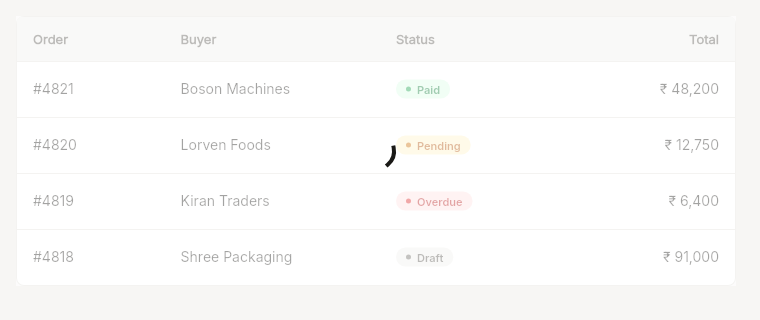 Order Buyer Status Total
#4821 Boson Machines Paid ₹ 48,200
#4820 Lorven Foods Pending ₹ 12,750
#4819 Kiran Traders Overdue ₹ 6,400
#4818 Shree Packaging Draft ₹ 91,000